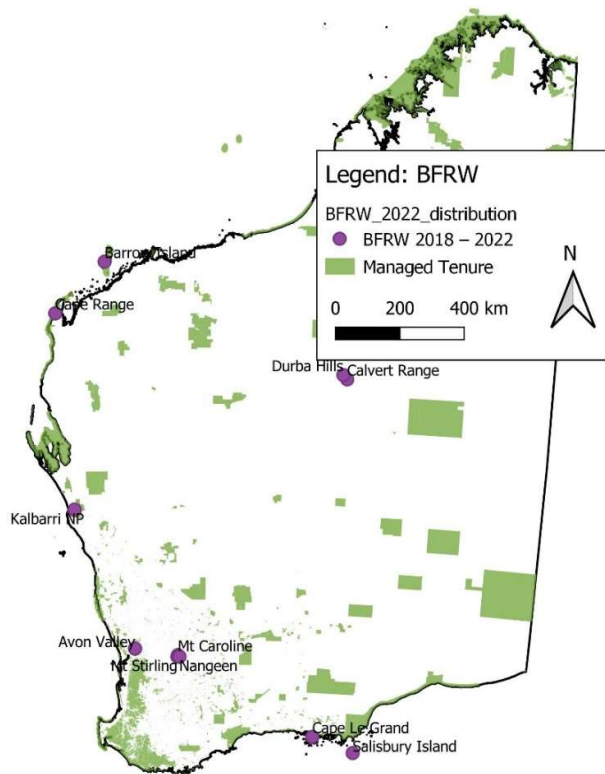 Legend: BFRW
BFRW_2022_distribution
BFRW 2018 – 2022
Managed Tenure
0 200 400 km
N
Barrow Island
Cape Range
Durba Hills
Calvert Range
Kalbarri NP
Avon Valley
Mt Caroline
Mt Stirling Nangeen
Cape Le Grand
Salisbury Island